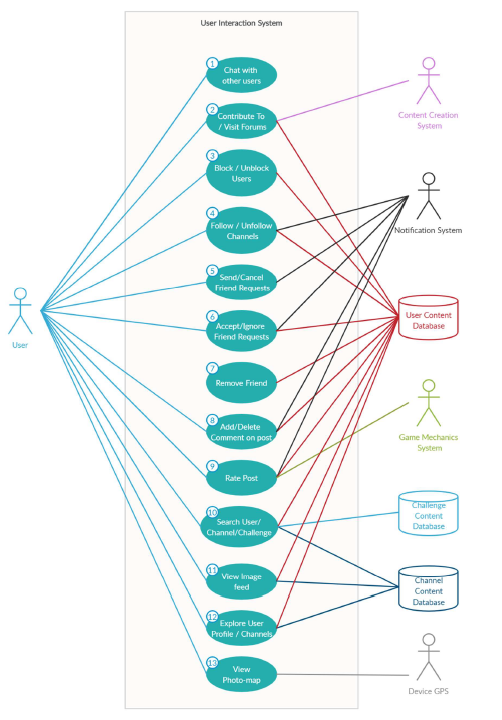 User Interaction System
1
Chat with
other users
2
Contribute To
/ Visit Forums
3
Block / Unblock
Users
4
Follow / Unfollow
Channels
5
Send/Cancel
Friend Requests
6
Accept/Ignore
Friend Requests
7
Remove Friend
8
Add/Delete
Comment on post
9
Rate Post
10
Search User/
Channel/Challenge
11
View Image
feed
12
Explore User
Profile / Channels
13
View
Photo-map
User
Content Creation
System
Notification System
User Content
Database
Game Mechanics
System
Challenge
Content
Database
Channel
Content
Database
Device GPS